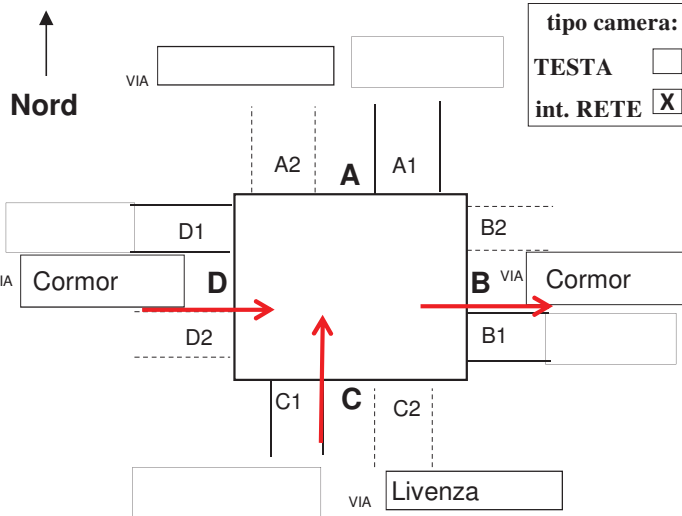 tipo camera:
TESTA
int. RETE X
Nord
VIA
A2
A
A1
D1
B2
VIA Cormor
D
B
VIA Cormor
D2
B1
C1
C
C2
VIA Livenza